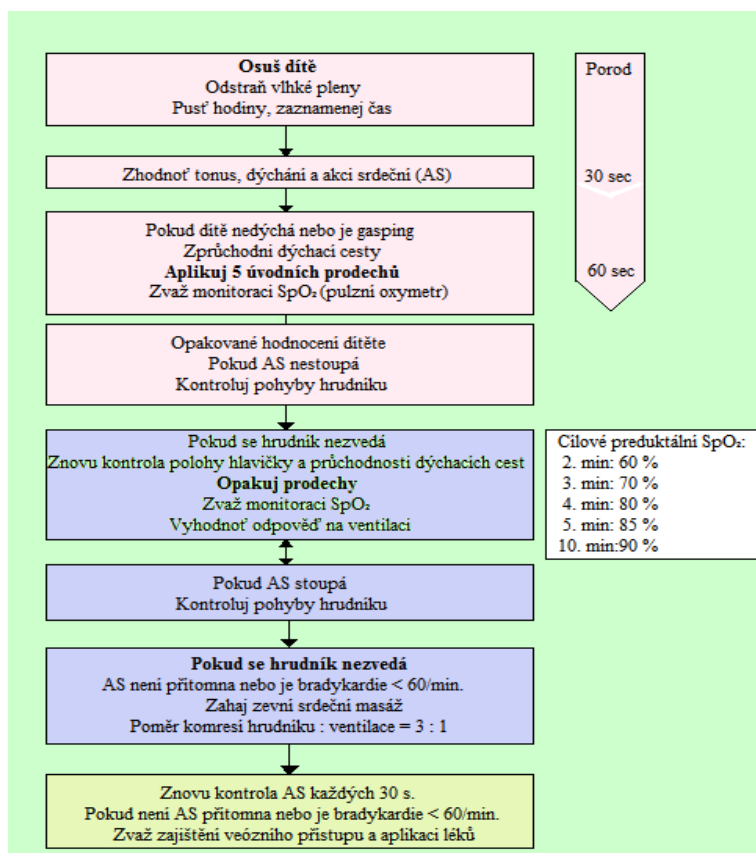 Osuš dítě
Odstraň vlhké pleny
Pusť hodiny, zaznamenej čas
Zhodnoť tonus, dýchání a akci srdeční (AS)
Pokud dítě nedýchá nebo je gasping
Zprůchodni dýchací cesty
Aplikuj 5 úvodních prodechů
Zvaž monitoraci SpO₂ (pulzní oxymetr)
Opakované hodnocení dítěte
Pokud AS nestoupá
Kontroluj pohyby hrudníku
Pokud se hrudník nezvedá
Znovu kontrola polohy hlavičky a průchodnosti dýchacích cest
Opakuj prodechy
Zvaž monitoraci SpO₂
Vyhodnoť odpověď na ventilaci
Pokud AS stoupá
Kontroluj pohyby hrudníku
Pokud se hrudník nezvedá
AS není přítomna nebo je bradykardie < 60/min.
Zahaj zevní srdeční masáž
Poměr komresí hrudníku : ventilace = 3 : 1
Znovu kontrola AS každých 30 s.
Pokud není AS přítomna nebo je bradykardie < 60/min.
Zvaž zajištění veózního přístupu a aplikaci léků
Porod
30 sec
60 sec
Cílové preduktální SpO₂:
2. min: 60 %
3. min: 70 %
4. min: 80 %
5. min: 85 %
10. min:90 %